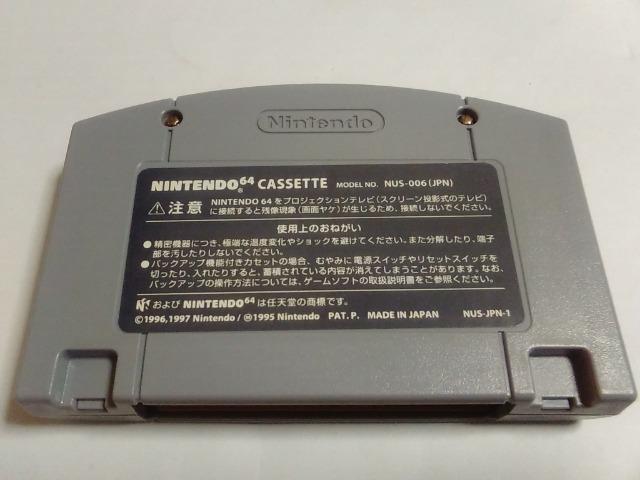 Nintendo
NINTENDO 64 CASSETTE MODEL NO. NUS-006(JPN)
⚠注意 NINTENDO 64 をプロジェクションテレビ(スクリーン投影式のテレビ)
に接続すると残像現象(画面ヤケ)が生じるため、接続しないでください。
使用上のおねがい
●精密機器につき、極端な温度変化やショックを避けてください。また分解したり、端子
部を汚したりしないでください。
●バックアップ機能付きカセットの場合、むやみに電源スイッチやリセットスイッチを
切ったり、入れたりすると、蓄積されている内容が消えてしまうことがあります。なお、
バックアップの操作方法については、ゲームソフトの取扱説明書をご参照ください。
および NINTENDO 64 は任天堂の商標です。
©1996,1997 Nintendo / Ⓜ1995 Nintendo PAT. P. MADE IN JAPAN NUS-JPN-1